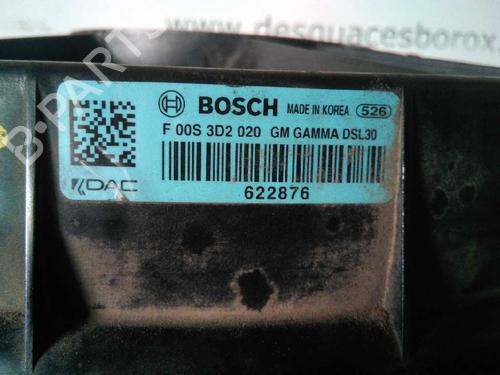 www.desguacesborox.
B-PARTS
BOSCH MADE IN KOREA 526
F 00S 3D2 020 GM GAMMA DSL30
KDAC
622876